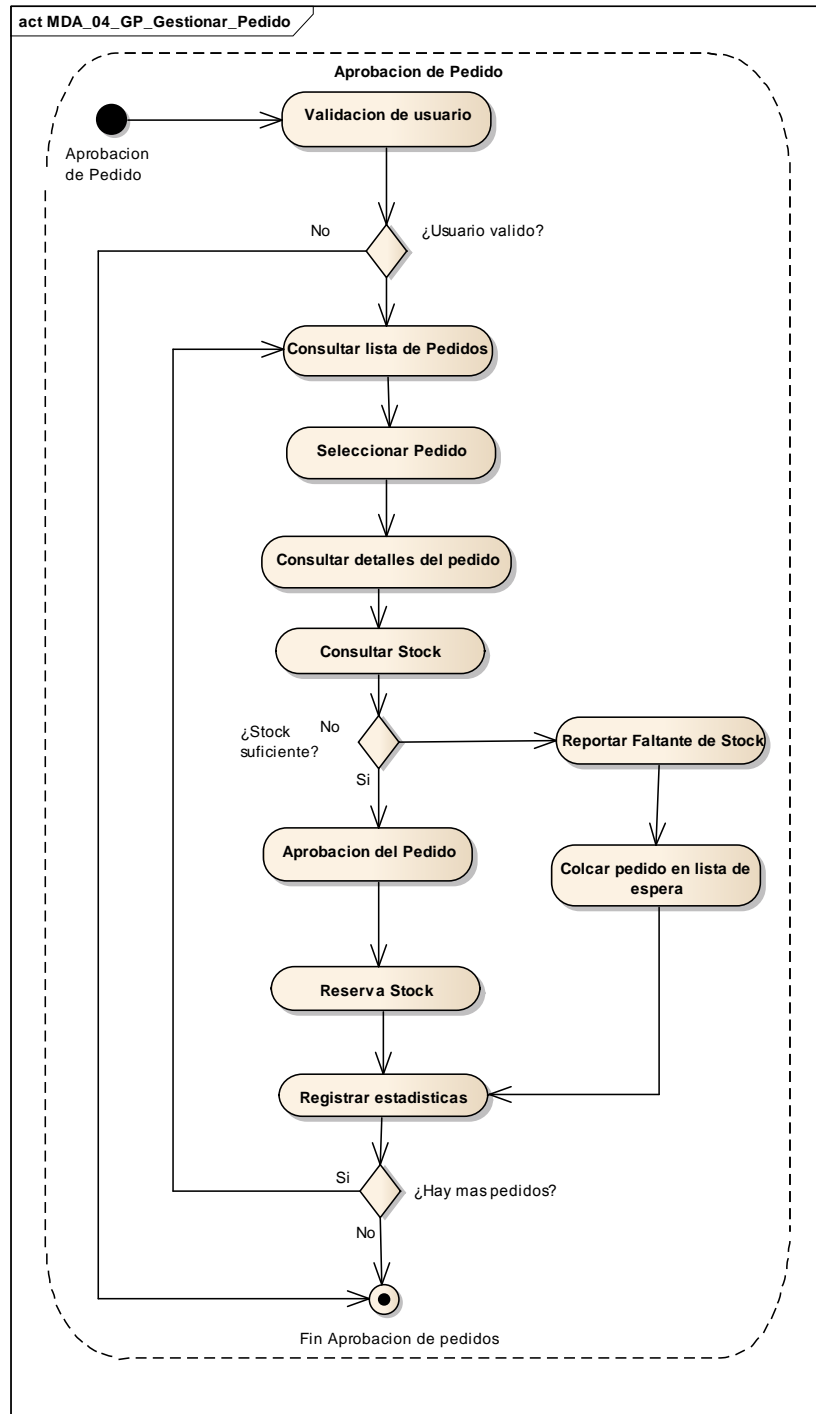 act MDA_04_GP_Gestionar_Pedido
Aprobacion de Pedido
Validacion de usuario
Aprobacion
de Pedido
No
¿Usuario valido?
Consultar lista de Pedidos
Seleccionar Pedido
Consultar detalles del pedido
Consultar Stock
¿Stock
suficiente?
No
Si
Reportar Faltante de Stock
Aprobacion del Pedido
Colcar pedido en lista de
espera
Reserva Stock
Registrar estadisticas
Si
¿Hay mas pedidos?
No
Fin Aprobacion de pedidos